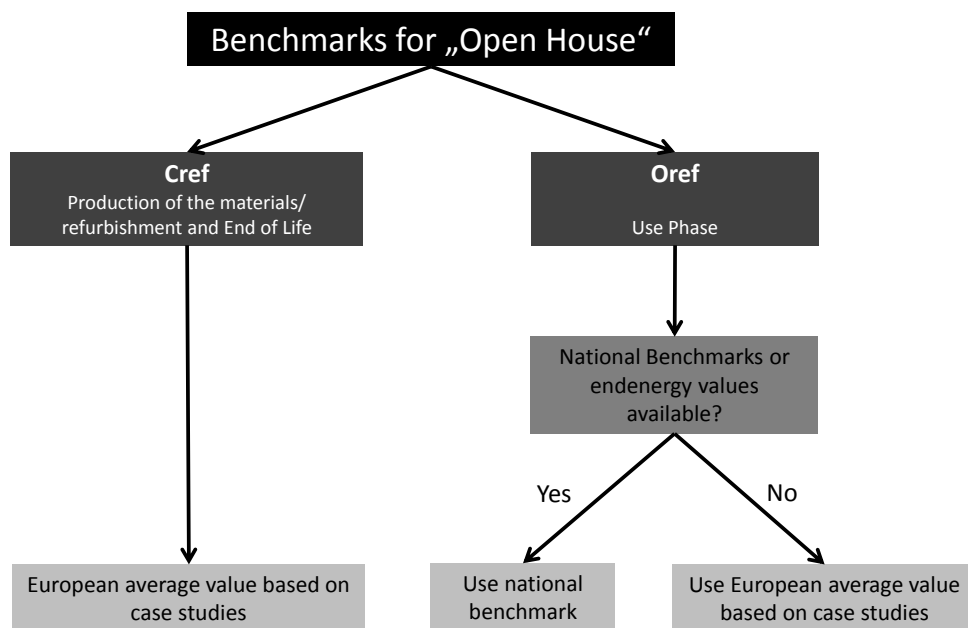 Benchmarks for „Open House“
Cref
Production of the materials/
refurbishment and End of Life
Oref
Use Phase
National Benchmarks or
endenergy values
available?
Yes
No
European average value based on
case studies
Use national
benchmark
Use European average value
based on case studies